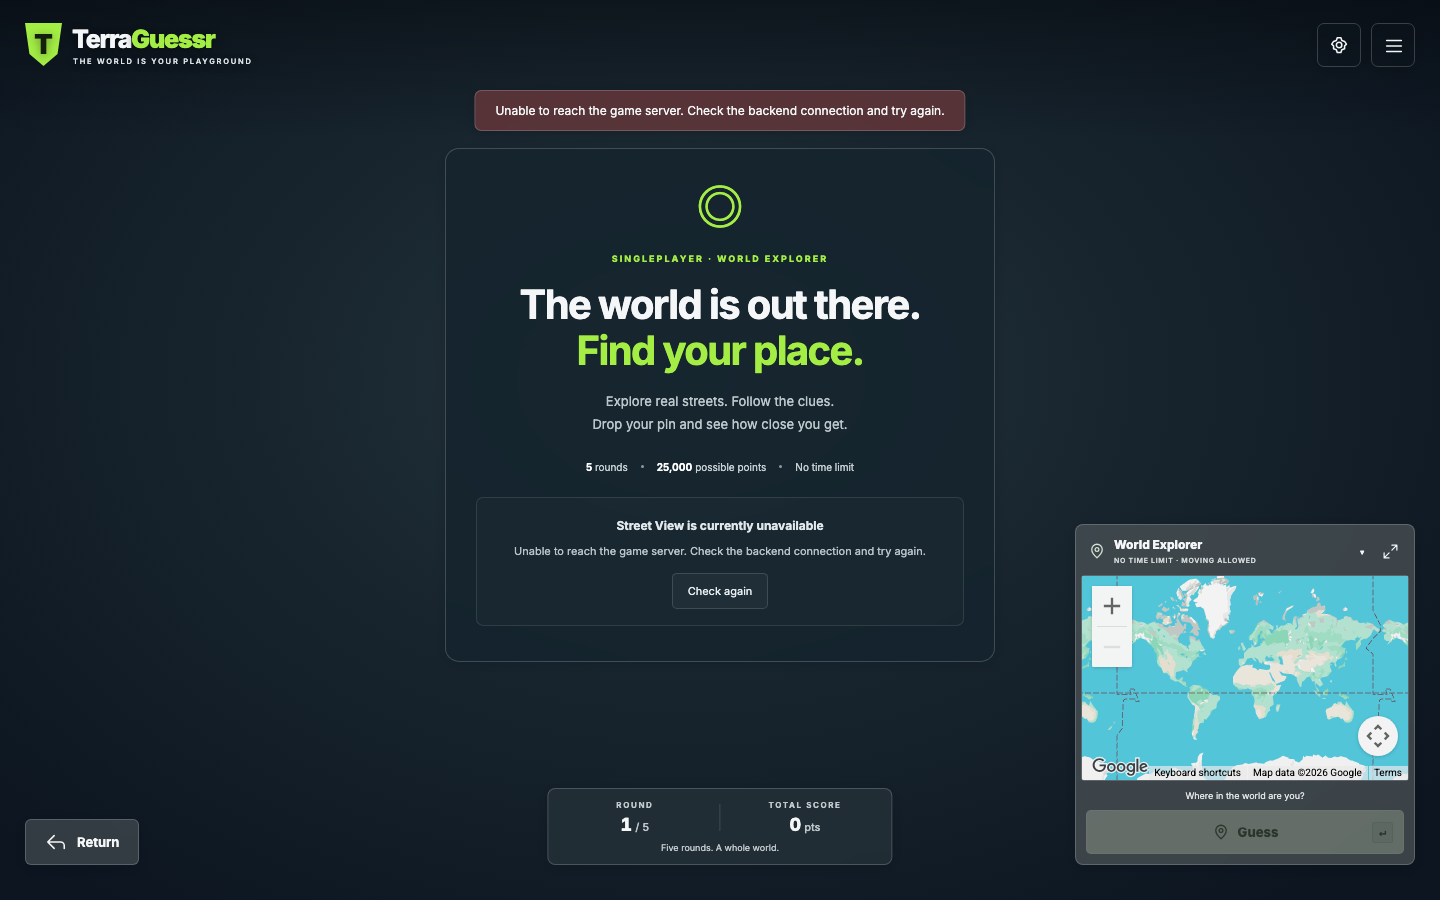 T
TerraGuessr
THE WORLD IS YOUR PLAYGROUND
Unable to reach the game server. Check the backend connection and try again.
SINGLEPLAYER · WORLD EXPLORER
The world is out there.
Find your place.
Explore real streets. Follow the clues.
Drop your pin and see how close you get.
5 rounds • 25,000 possible points • No time limit
Street View is currently unavailable
Unable to reach the game server. Check the backend connection and try again.
Check again
World Explorer
NO TIME LIMIT · MOVING ALLOWED
Google
Keyboard shortcuts
Map data ©2026 Google
Terms
Where in the world are you?
Guess
ROUND
1 / 5
TOTAL SCORE
0 pts
Five rounds. A whole world.
Return